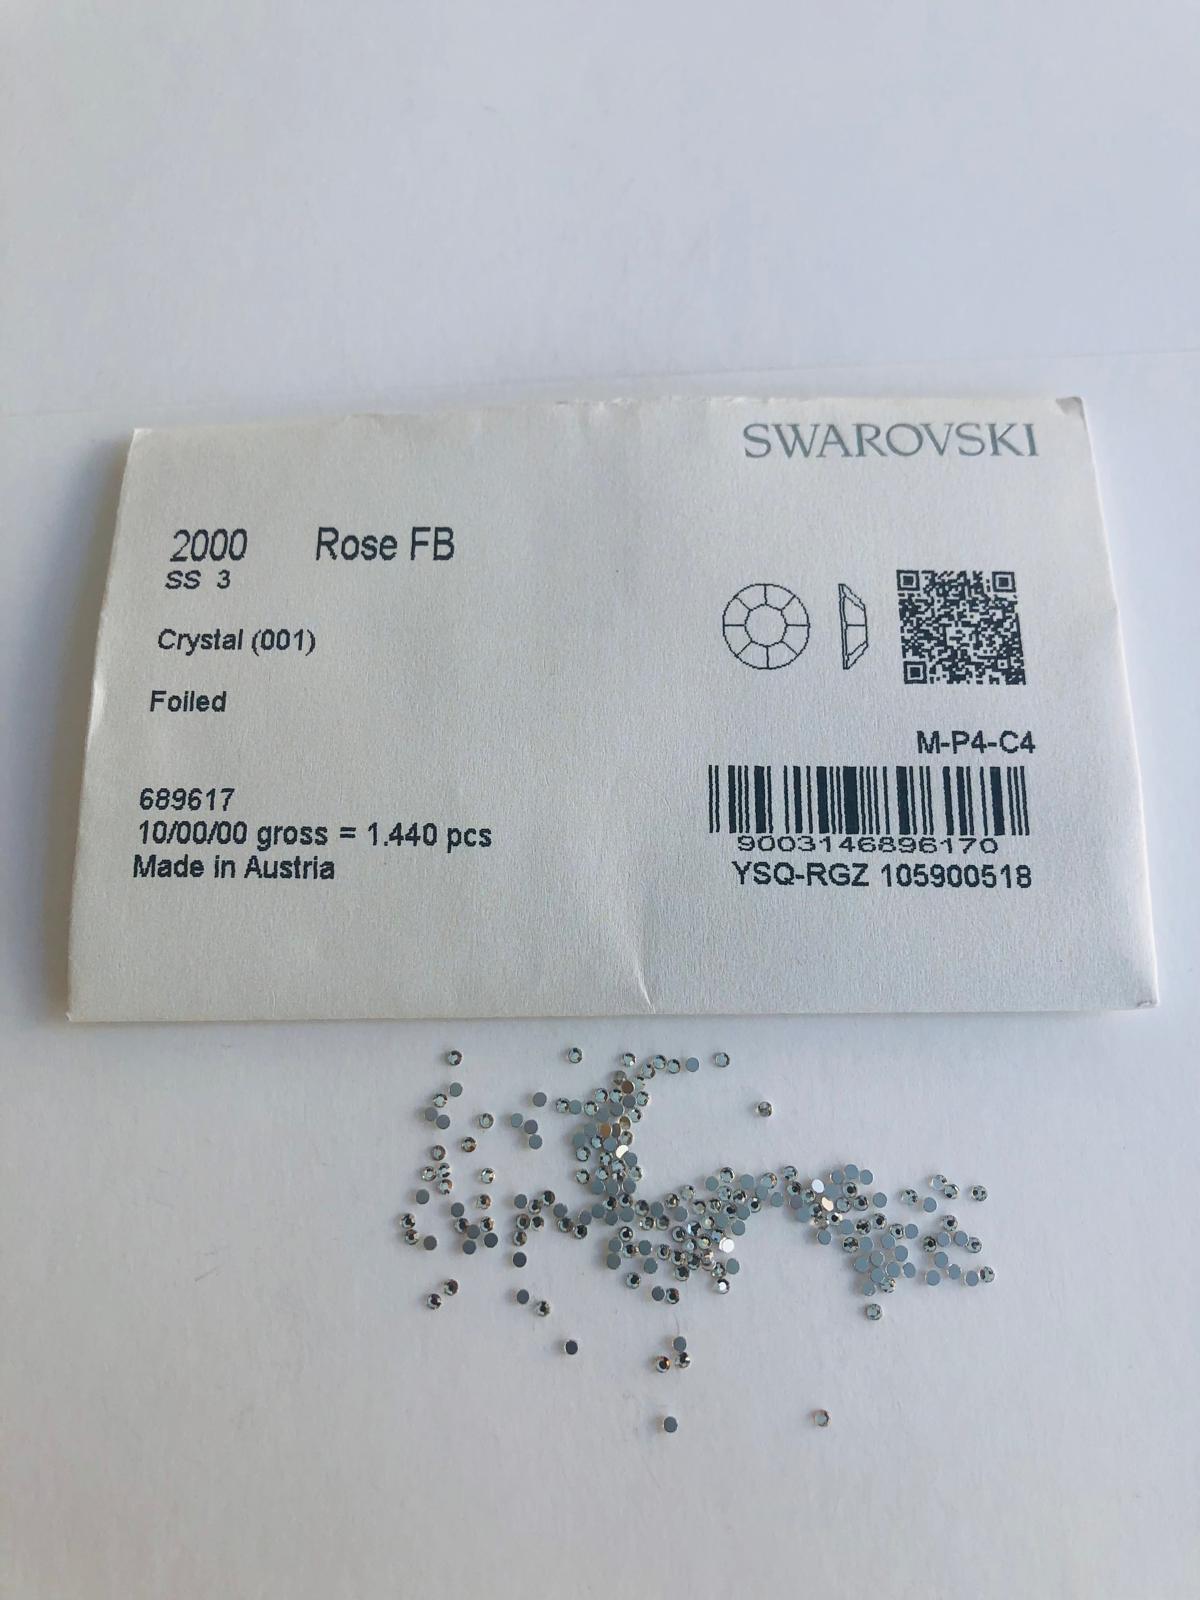 SWAROVSKI
2000 Rose FB
SS 3
Crystal (001)
Foiled
M-P4-C4
689617
10/00/00 gross = 1.440 pcs
Made in Austria
9003146896170
YSQ-RGZ 105900518